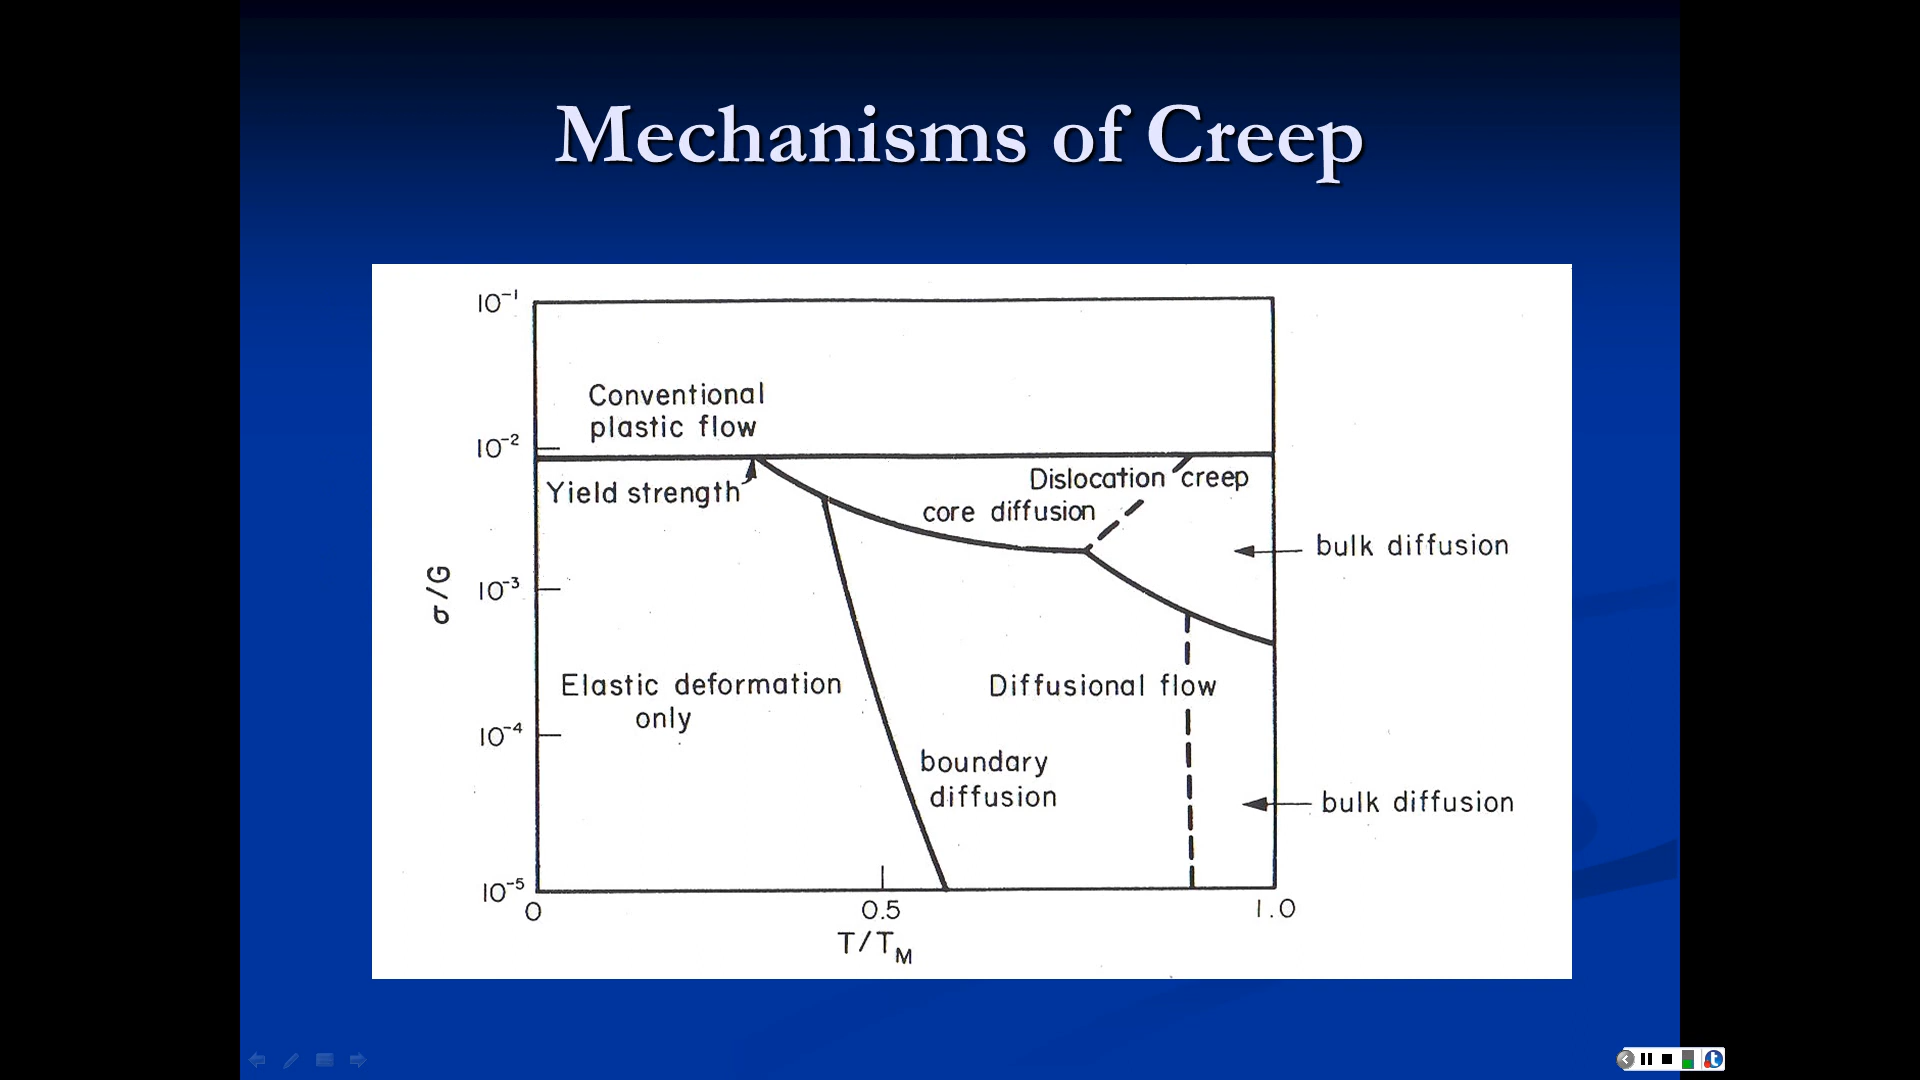 Mechanisms of Creep
10⁻¹
Conventional
plastic flow
10⁻²
Yield strength
Dislocation creep
core diffusion
bulk diffusion
σ/G
10⁻³
Elastic deformation
only
Diffusional flow
10⁻⁴
boundary
diffusion
bulk diffusion
10⁻⁵
0
0.5
1.0
T/T_M